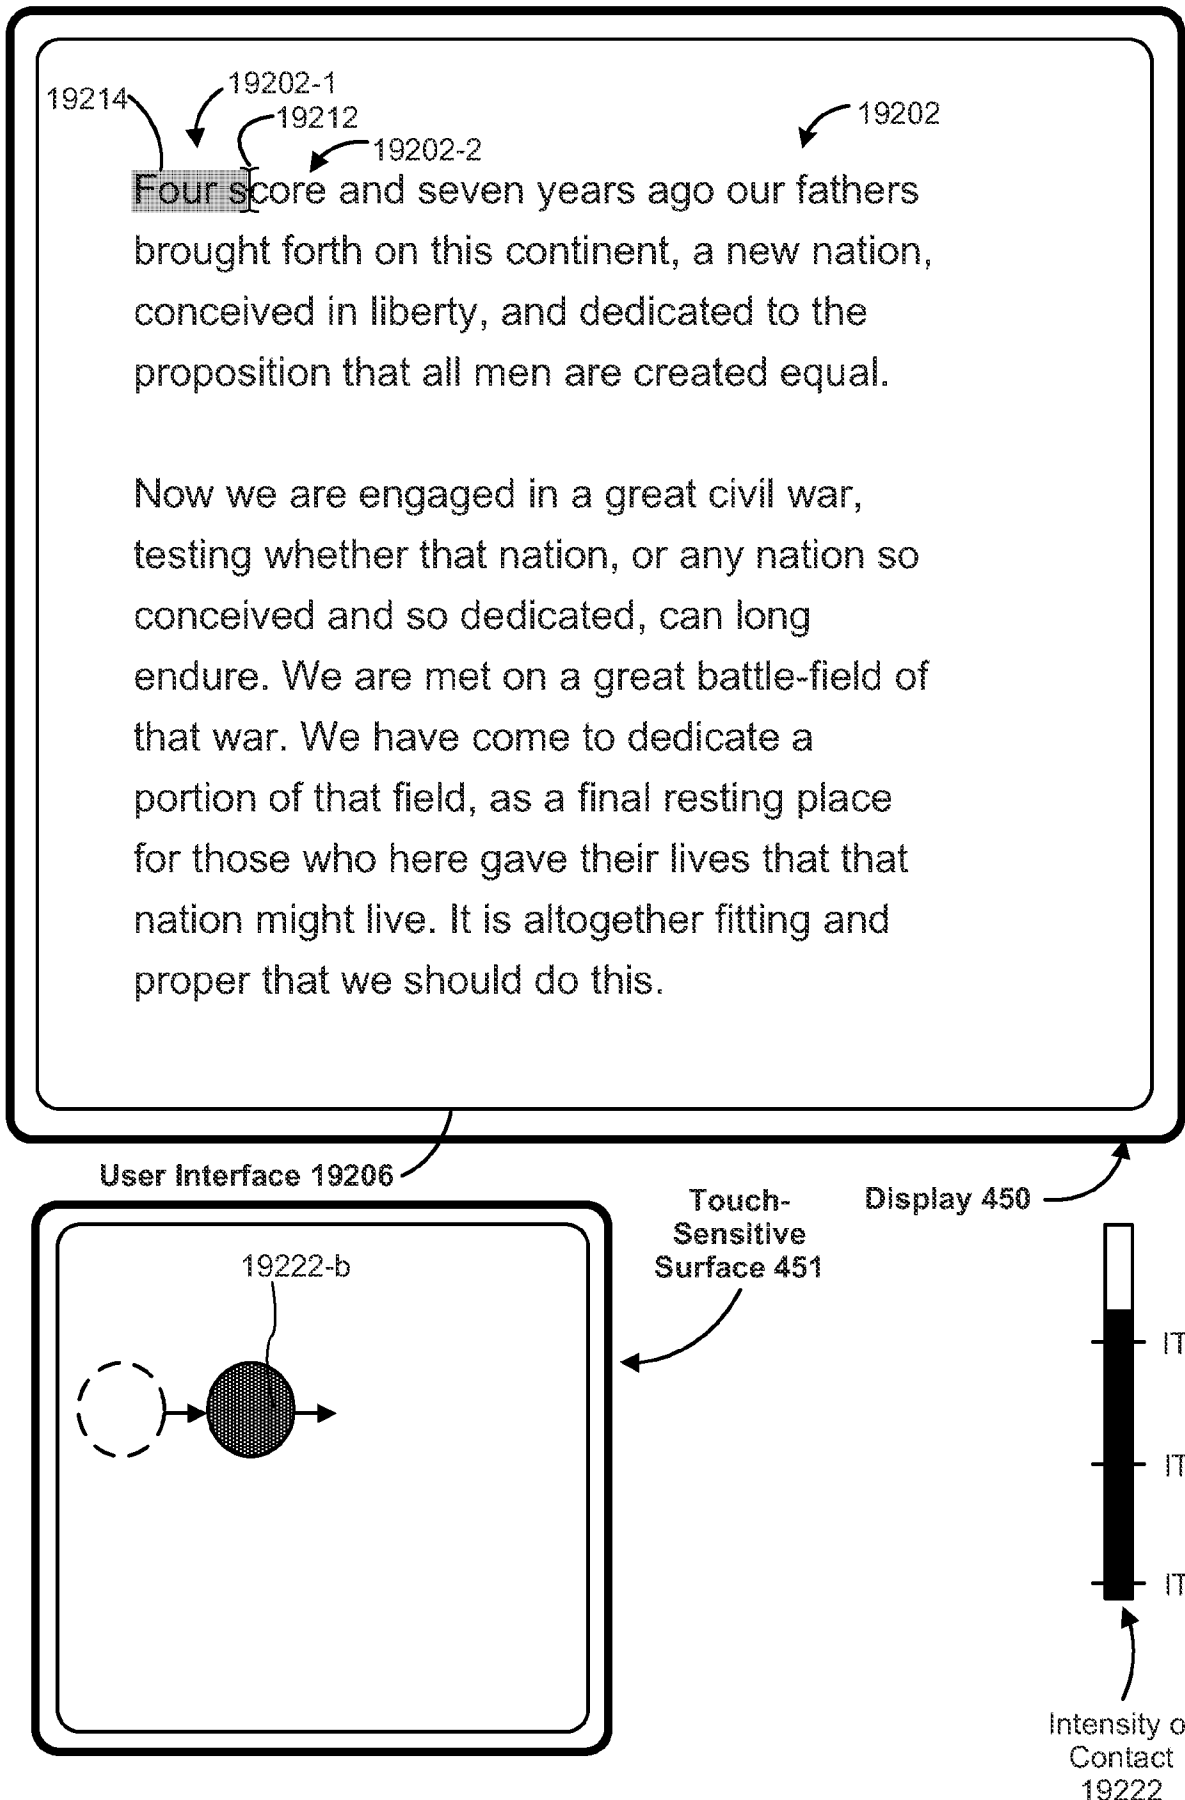 19202-1
19214
19212
19202
19202-2
Four score and seven years ago our fathers
brought forth on this continent, a new nation,
conceived in liberty, and dedicated to the
proposition that all men are created equal.
Now we are engaged in a great civil war,
testing whether that nation, or any nation so
conceived and so dedicated, can long
endure. We are met on a great battle-field of
that war. We have come to dedicate a
portion of that field, as a final resting place
for those who here gave their lives that that
nation might live. It is altogether fitting and
proper that we should do this.
User Interface 19206
Display 450
Touch-
Sensitive
Surface 451
19222-b
IT
IT
IT
Intensity o
Contact
19222